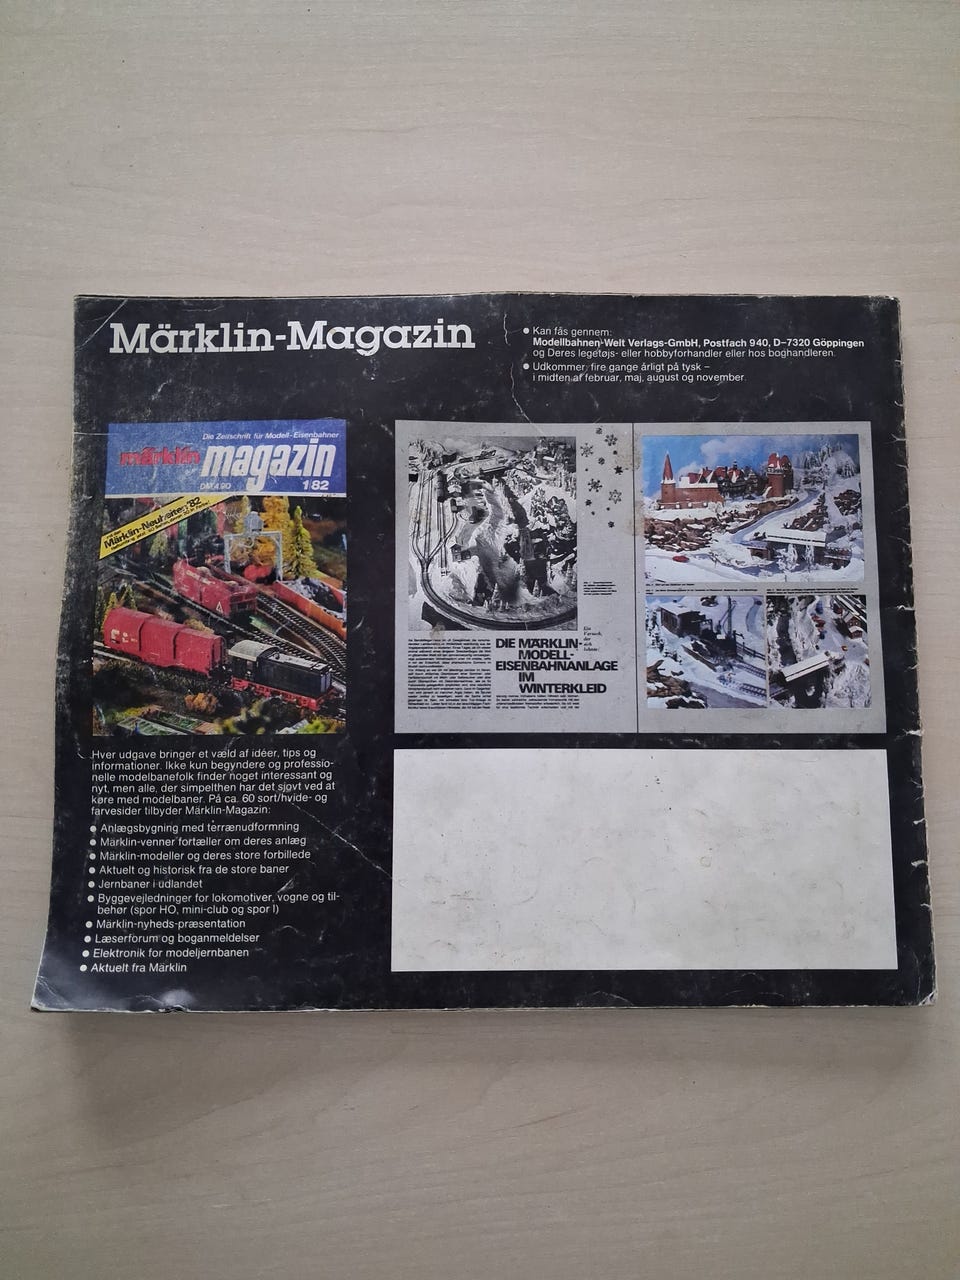 Märklin-Magazin
Kan fås gennem:
Modellbahnen-Welt Verlags-GmbH, Postfach 940, D–7320 Göppingen
og Deres legetøjs- eller hobbyforhandler eller hos boghandleren.
Udkommer: fire gange årligt på tysk –
i midten af februar, maj, august og november.
Die Zeitschrift für Modell-Eisenbahner
märklin magazin
DM 4,90
1/82
Märklin-Neuheiten '82
DIE MÄRKLIN-
MODELL-
EISENBAHNANLAGE
IM
WINTERKLEID
Hver udgave bringer et væld af idéer, tips og
informationer. Ikke kun begyndere og professio-
nelle modelbanefolk finder noget interessant og
nyt, men alle, der simpelthen har det sjovt ved at
køre med modelbaner. På ca. 60 sort/hvide- og
farvesider tilbyder Märklin-Magazin:
Anlægsbygning med terrænudformning
Märklin-venner fortæller om deres anlæg
Märklin-modeller og deres store forbillede
Aktuelt og historisk fra de store baner
Jernbaner i udlandet
Byggevejledninger for lokomotiver, vogne og til-
behør (spor HO, mini-club og spor I)
Märklin-nyheds-præsentation
Læserforum og boganmeldelser
Elektronik for modeljernbanen
Aktuelt fra Märklin